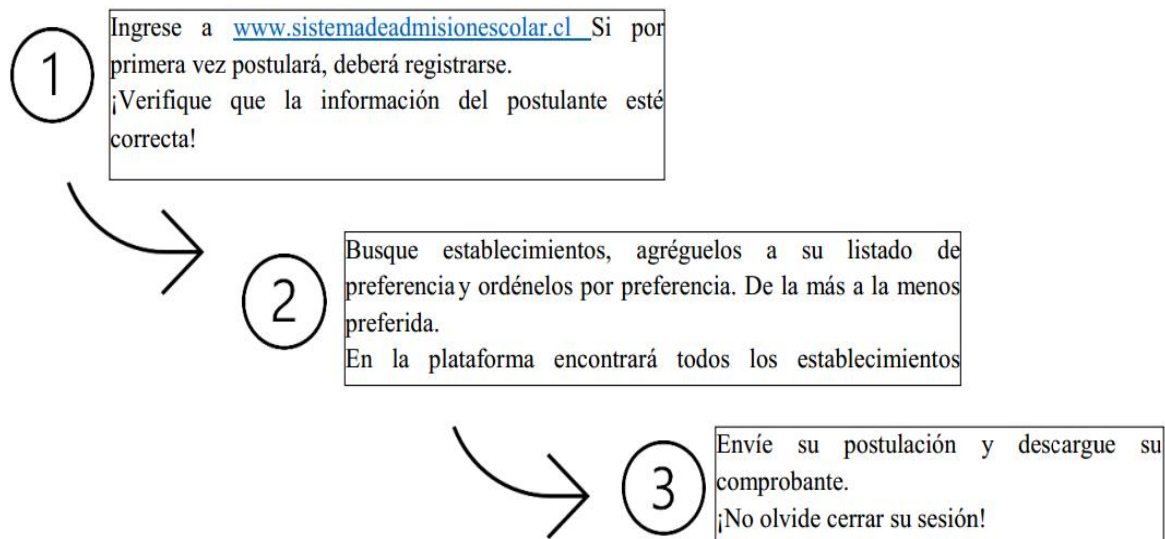 1
Ingrese a www.sistemadeadmisionescolar.cl Si por
primera vez postulará, deberá registrarse.
¡Verifique que la información del postulante esté
correcta!
2
Busque establecimientos, agréguelos a su listado de
preferencia y ordénelos por preferencia. De la más a la menos
preferida.
En la plataforma encontrará todos los establecimientos
3
Envíe su postulación y descargue su
comprobante.
¡No olvide cerrar su sesión!